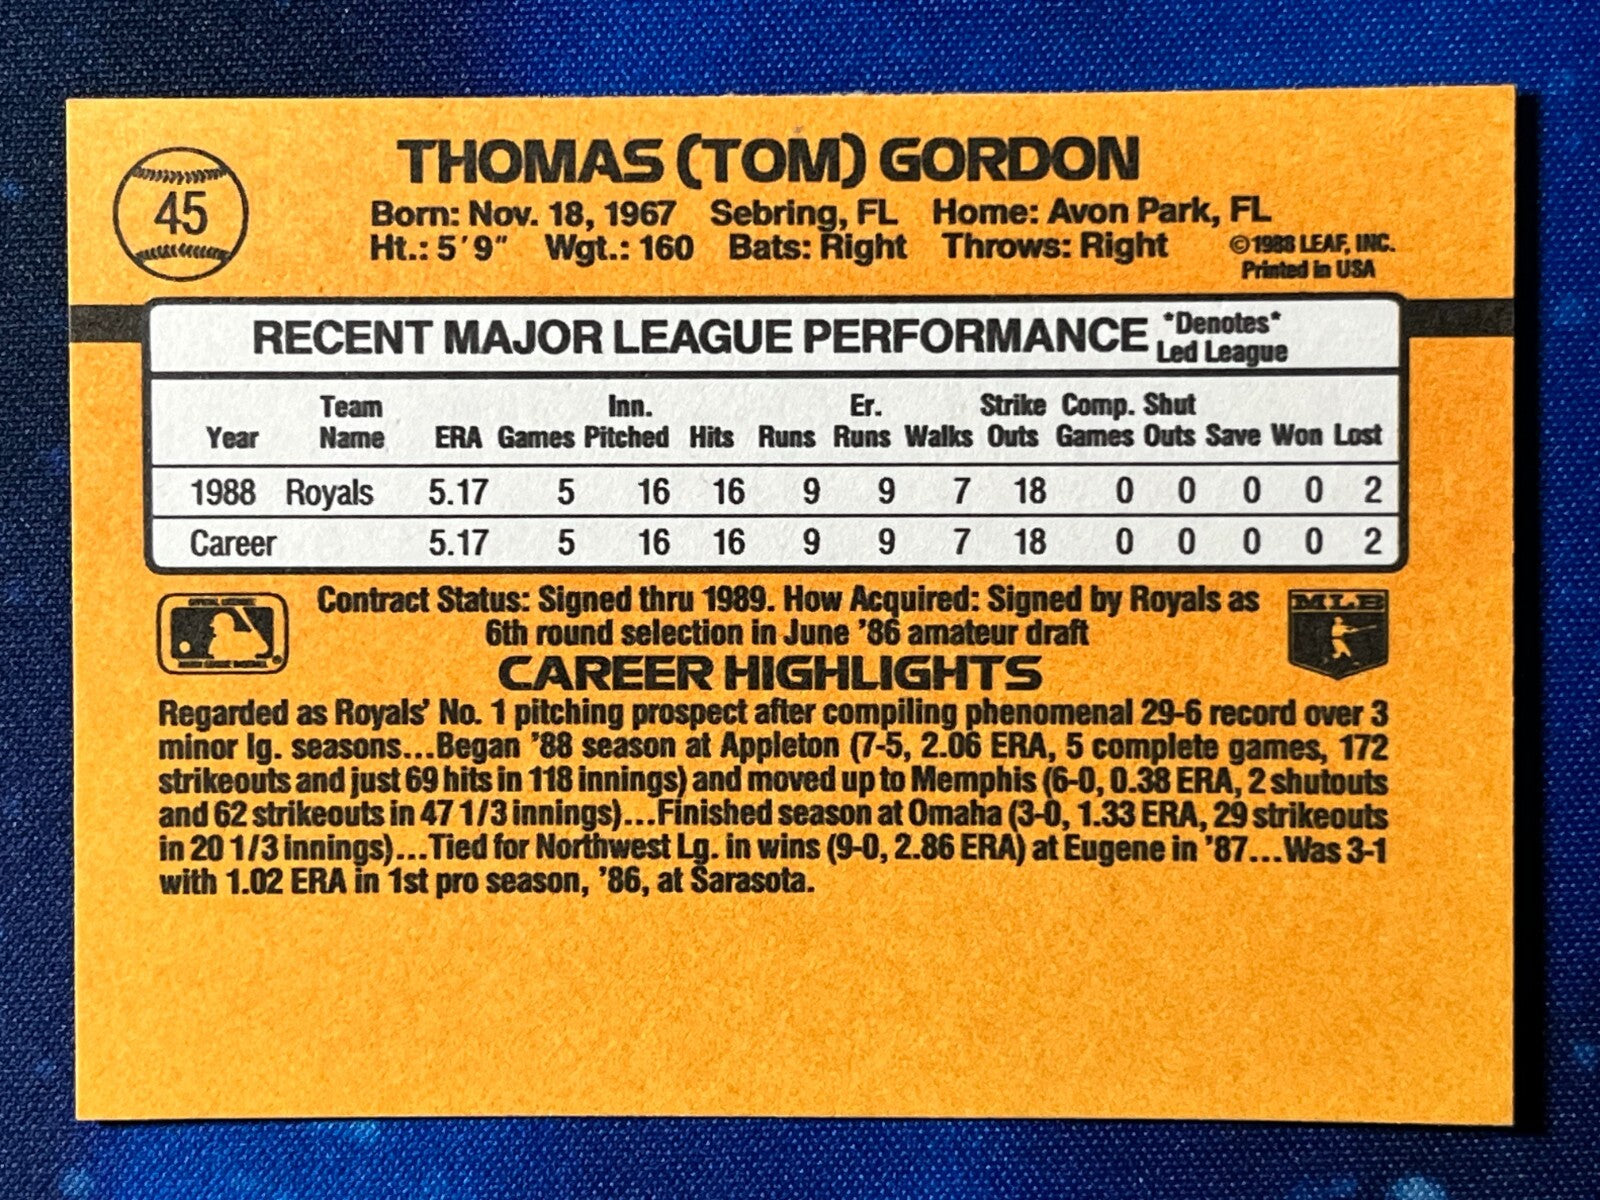 45
THOMAS (TOM) GORDON
Born: Nov. 18, 1967 Sebring, FL Home: Avon Park, FL
Ht.: 5'9" Wgt.: 160 Bats: Right Throws: Right ©1988 LEAF, INC.
Printed in USA
RECENT MAJOR LEAGUE PERFORMANCE *Denotes*
Led League
Team Inn. Er. Strike Comp. Shut
Year Name ERA Games Pitched Hits Runs Runs Walks Outs Games Outs Save Won Lost
1988 Royals 5.17 5 16 16 9 9 7 18 0 0 0 0 2
Career 5.17 5 16 16 9 9 7 18 0 0 0 0 2
Contract Status: Signed thru 1989. How Acquired: Signed by Royals as
6th round selection in June '86 amateur draft
MLB
CAREER HIGHLIGHTS
Regarded as Royals' No. 1 pitching prospect after compiling phenomenal 29-6 record over 3
minor lg. seasons...Began '88 season at Appleton (7-5, 2.06 ERA, 5 complete games, 172
strikeouts and just 69 hits in 118 innings) and moved up to Memphis (6-0, 0.38 ERA, 2 shutouts
and 62 strikeouts in 47 1/3 innings)...Finished season at Omaha (3-0, 1.33 ERA, 29 strikeouts
in 20 1/3 innings)...Tied for Northwest Lg. in wins (9-0, 2.86 ERA) at Eugene in '87...Was 3-1
with 1.02 ERA in 1st pro season, '86, at Sarasota.